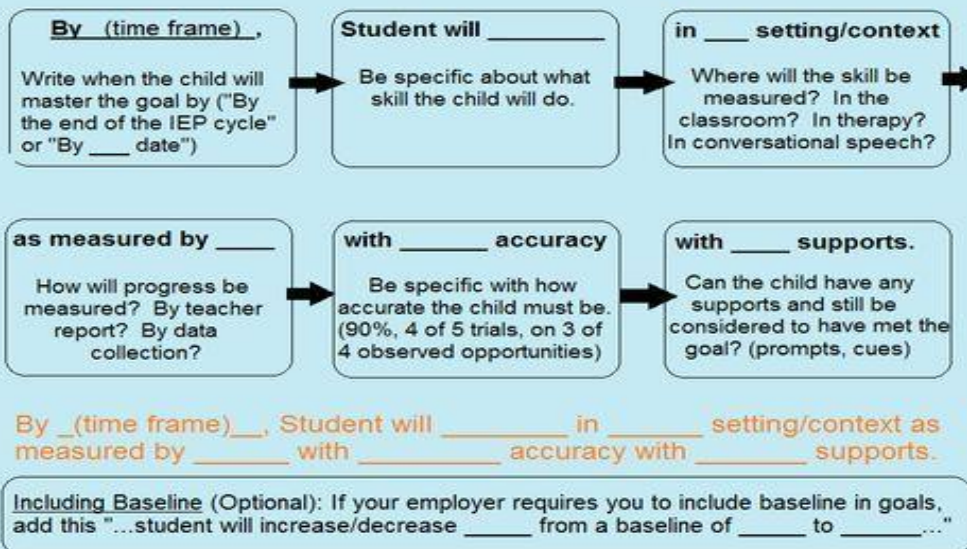 By (time frame) ,
Write when the child will
master the goal by ("By
the end of the IEP cycle"
or "By ____ date")
Student will __________
Be specific about what
skill the child will do.
in ____ setting/context
Where will the skill be
measured? In the
classroom? In therapy?
In conversational speech?
as measured by _____
How will progress be
measured? By teacher
report? By data
collection?
with _______ accuracy
Be specific with how
accurate the child must be.
(90%, 4 of 5 trials, on 3 of
4 observed opportunities)
with _____ supports.
Can the child have any
supports and still be
considered to have met the
goal? (prompts, cues)
By _(time frame)__, Student will ________ in ______ setting/context as
measured by ______ with _________ accuracy with _______ supports.
Including Baseline (Optional): If your employer requires you to include baseline in goals,
add this "...student will increase/decrease _____ from a baseline of _____ to ______..."